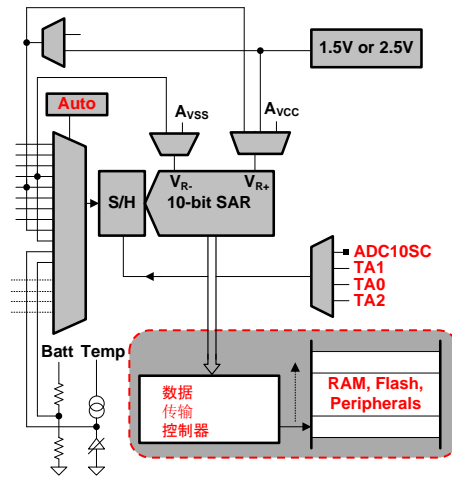 1.5V or 2.5V
Auto
AVSS
AVCC
VR-
VR+
S/H
10-bit SAR
ADC10SC
TA1
TA0
TA2
Batt
Temp
数据
传输
控制器
RAM, Flash,
Peripherals